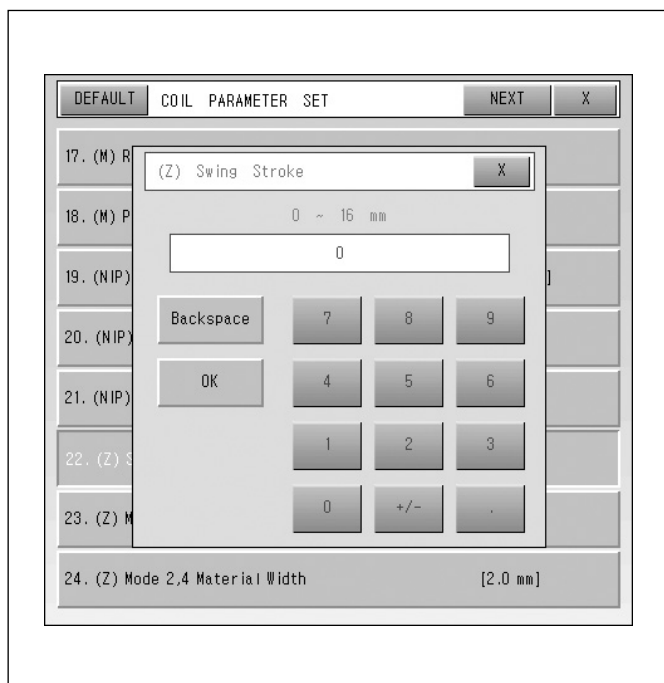 DEFAULT COIL PARAMETER SET NEXT X
17. (M) R
(Z) Swing Stroke X
18. (M) P
0 ~ 16 mm
0
19. (NIP) ]
Backspace 7 8 9
20. (NIP)
OK 4 5 6
21. (NIP)
1 2 3
22. (Z) S
0 +/- .
23. (Z) M
24. (Z) Mode 2,4 Material Width [2.0 mm]